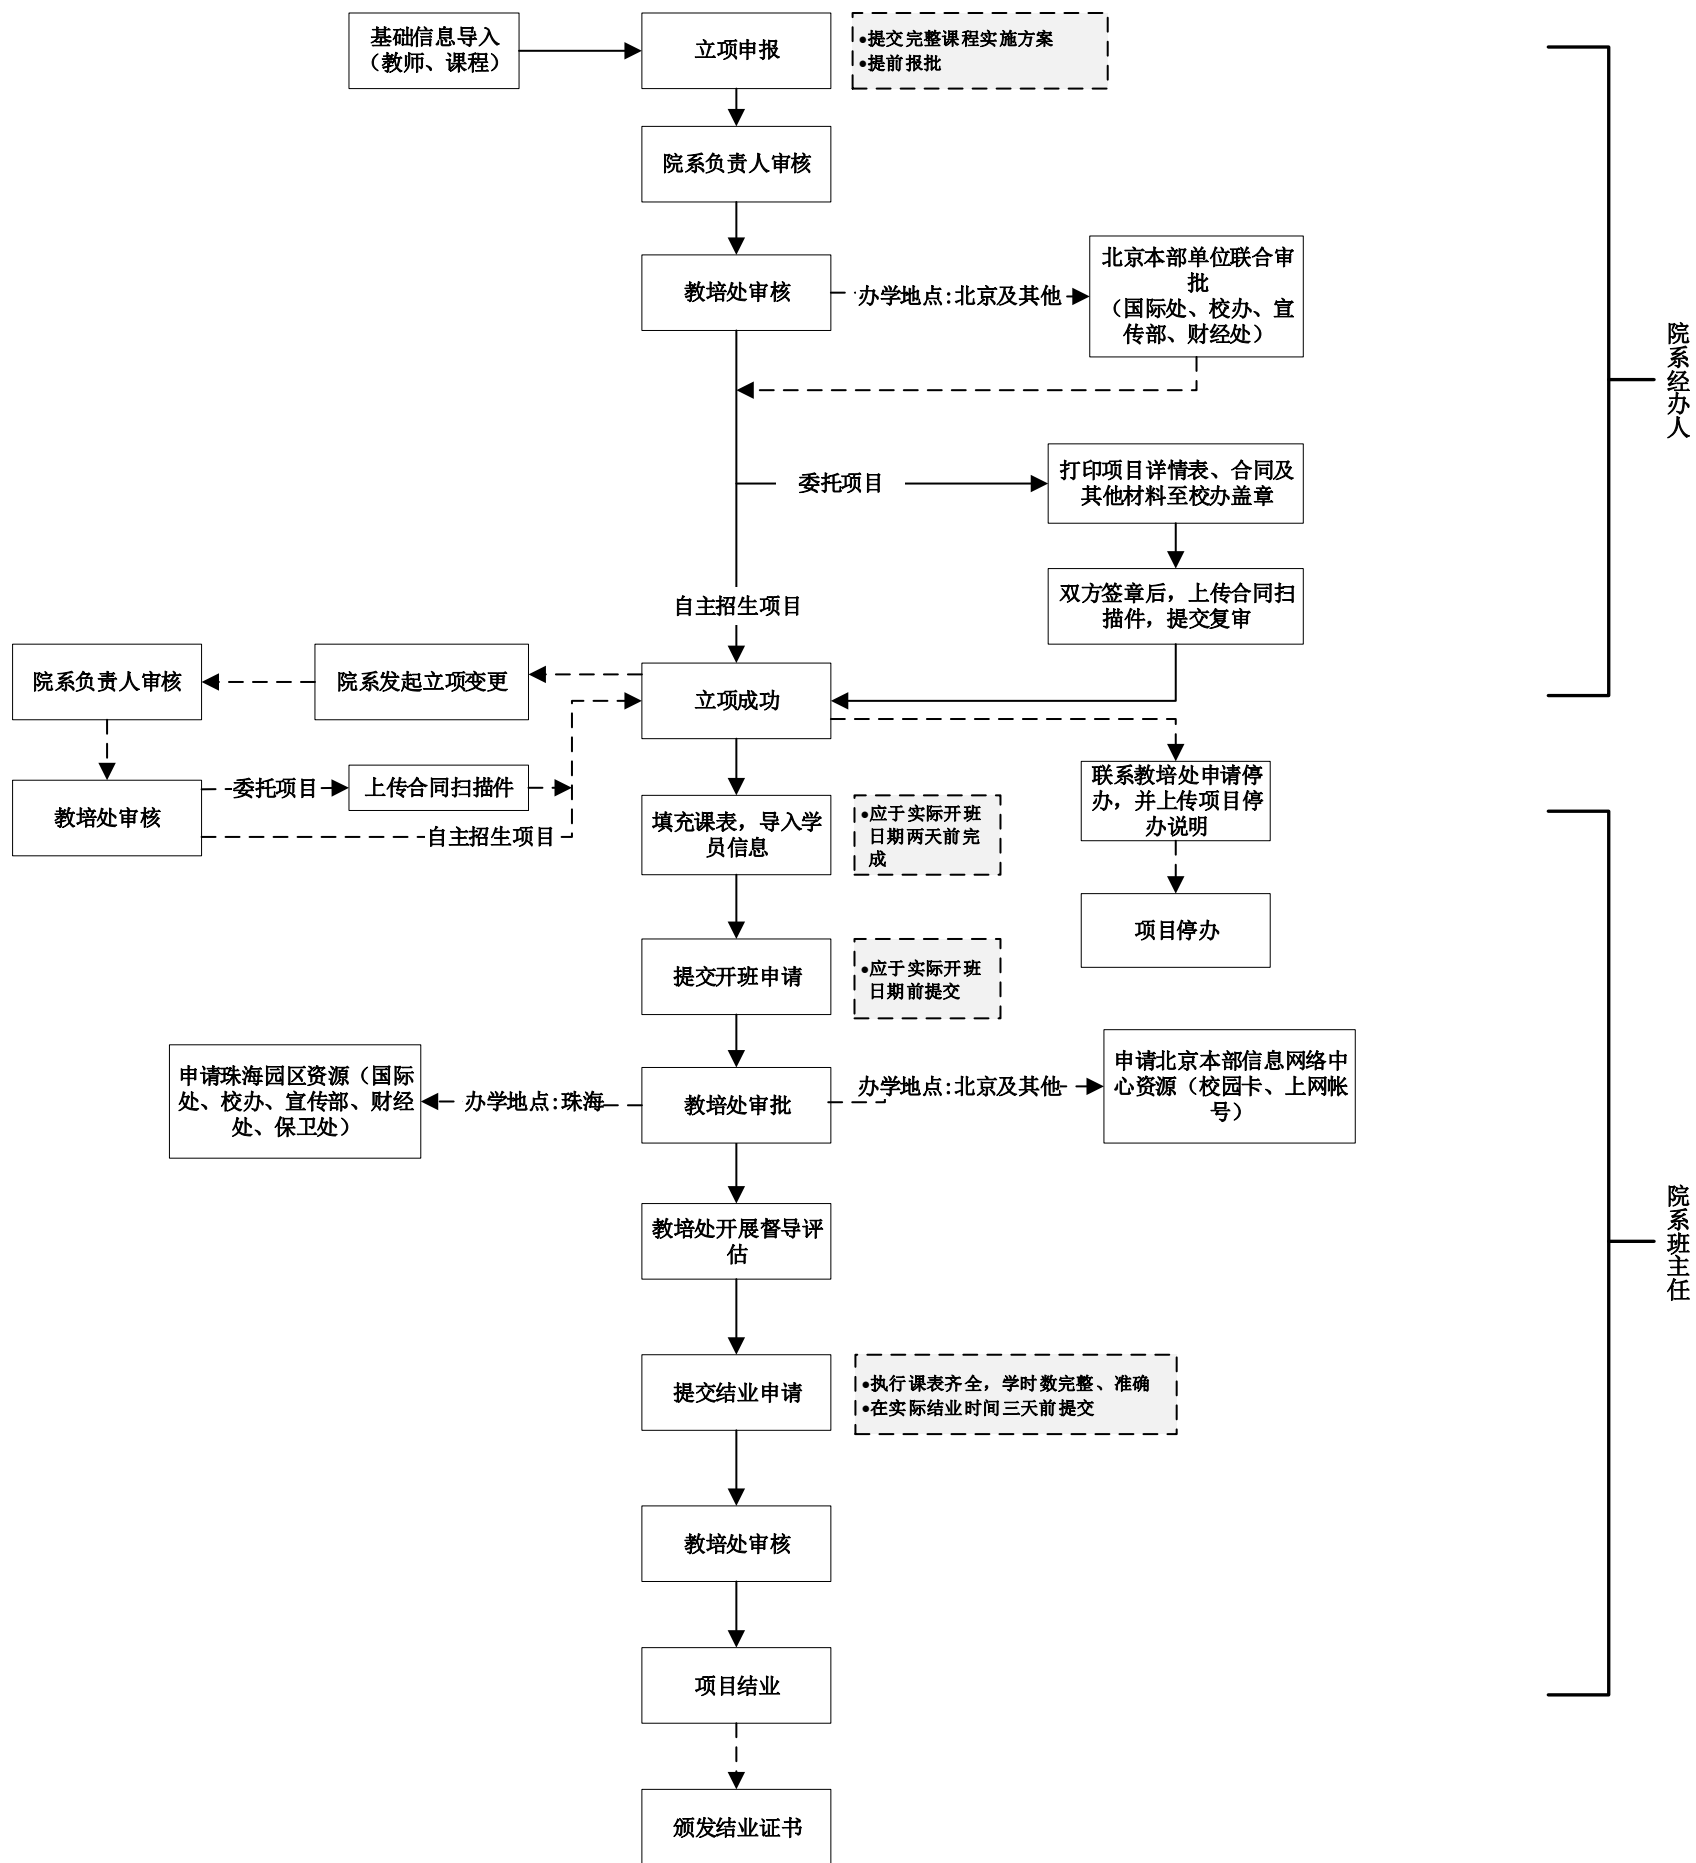 基础信息导入
（教师、课程）
立项申报
•提交完整课程实施方案
•提前报批
院系负责人审核
教培处审核
办学地点:北京及其他
北京本部单位联合审
批
（国际处、校办、宣
传部、财经处）
院系经办人
委托项目
打印项目详情表、合同及
其他材料至校办盖章
双方签章后，上传合同扫
描件，提交复审
自主招生项目
院系负责人审核
院系发起立项变更
立项成功
教培处审核
委托项目
上传合同扫描件
自主招生项目
联系教培处申请停
办，并上传项目停
办说明
填充课表，导入学
员信息
•应于实际开班
日期两天前完
成
项目停办
提交开班申请
•应于实际开班
日期前提交
申请珠海园区资源（国际
处、校办、宣传部、财经
处、保卫处）
办学地点:珠海
教培处审批
办学地点:北京及其他
申请北京本部信息网络中
心资源（校园卡、上网帐
号）
院系班主任
教培处开展督导评
估
提交结业申请
•执行课表齐全，学时数完整、准确
•在实际结业时间三天前提交
教培处审核
项目结业
颁发结业证书